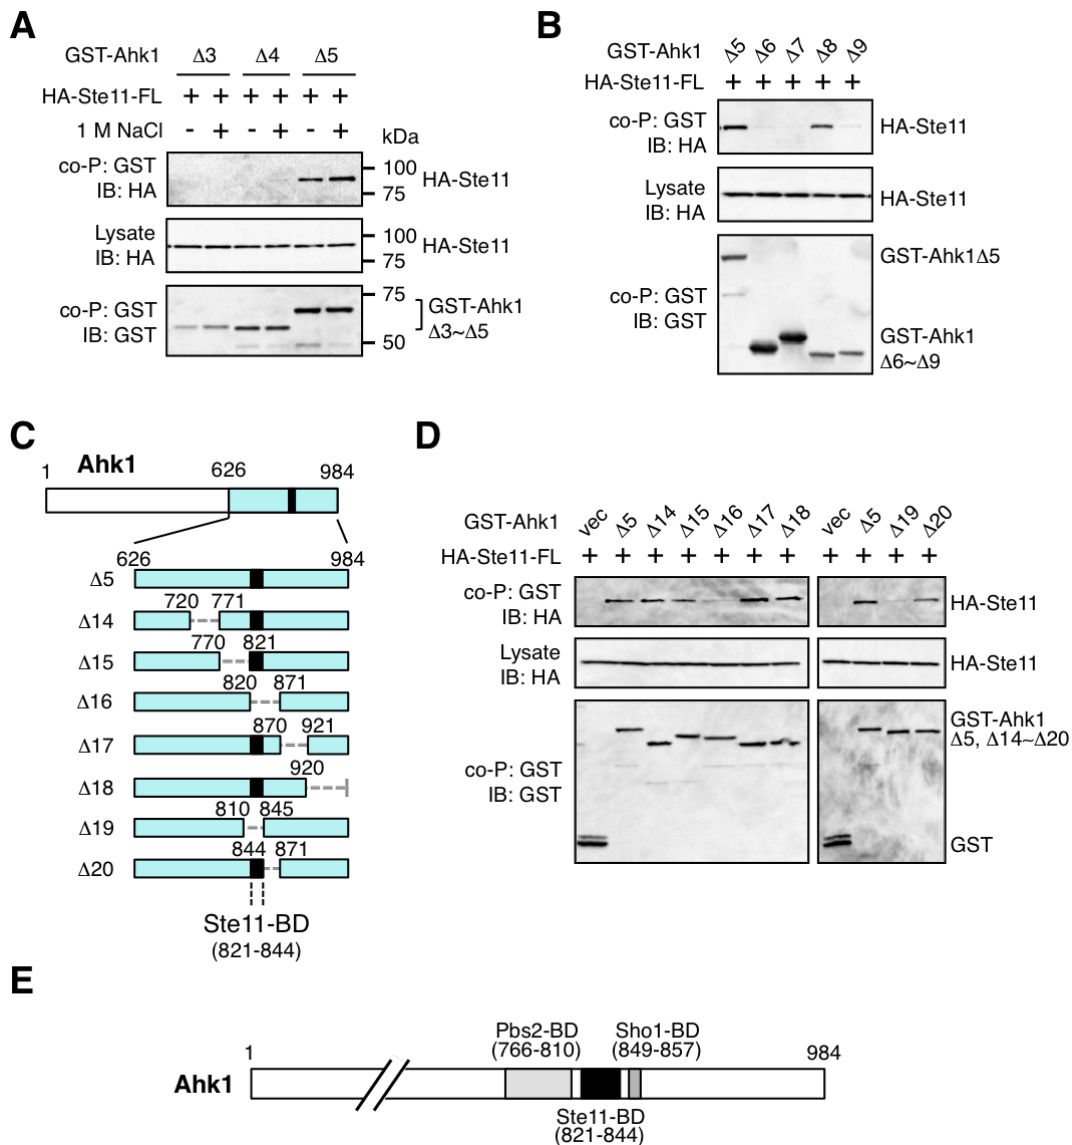 A
GST-Ahk1 Δ3 Δ4 Δ5
HA-Ste11-FL + + + + + +
1 M NaCl - + - + - +
kDa
co-P: GST
IB: HA
100
75
HA-Ste11
Lysate
IB: HA
100
75
HA-Ste11
co-P: GST
IB: GST
75
50
GST-Ahk1
Δ3~Δ5
B
GST-Ahk1 Δ5 Δ6 Δ7 Δ8 Δ9
HA-Ste11-FL + + + + +
co-P: GST
IB: HA
HA-Ste11
Lysate
IB: HA
HA-Ste11
co-P: GST
IB: GST
GST-Ahk1Δ5
GST-Ahk1
Δ6~Δ9
C
1 Ahk1 626 984
626 984
Δ5
720 771
Δ14
770 821
Δ15
820 871
Δ16
870 921
Δ17
920
Δ18
810 845
Δ19
844 871
Δ20
Ste11-BD
(821-844)
D
GST-Ahk1 vec Δ5 Δ14 Δ15 Δ16 Δ17 Δ18 vec Δ5 Δ19 Δ20
HA-Ste11-FL + + + + + + + + + + +
co-P: GST
IB: HA
HA-Ste11
Lysate
IB: HA
HA-Ste11
co-P: GST
IB: GST
GST-Ahk1
Δ5, Δ14~Δ20
GST
E
Pbs2-BD Sho1-BD
1 (766-810) (849-857) 984
Ahk1
Ste11-BD
(821-844)